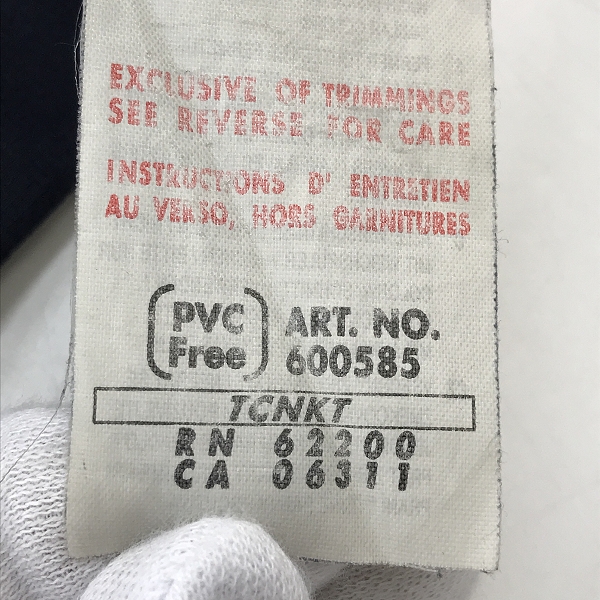 EXCLUSIVE OF TRIMMINGS
SEE REVERSE FOR CARE
INSTRUCTIONS D' ENTRETIEN
AU VERSO, HORS GARNITURES
PVC
Free
ART. NO.
600585
TCNKT
RN 62200
CA 06311